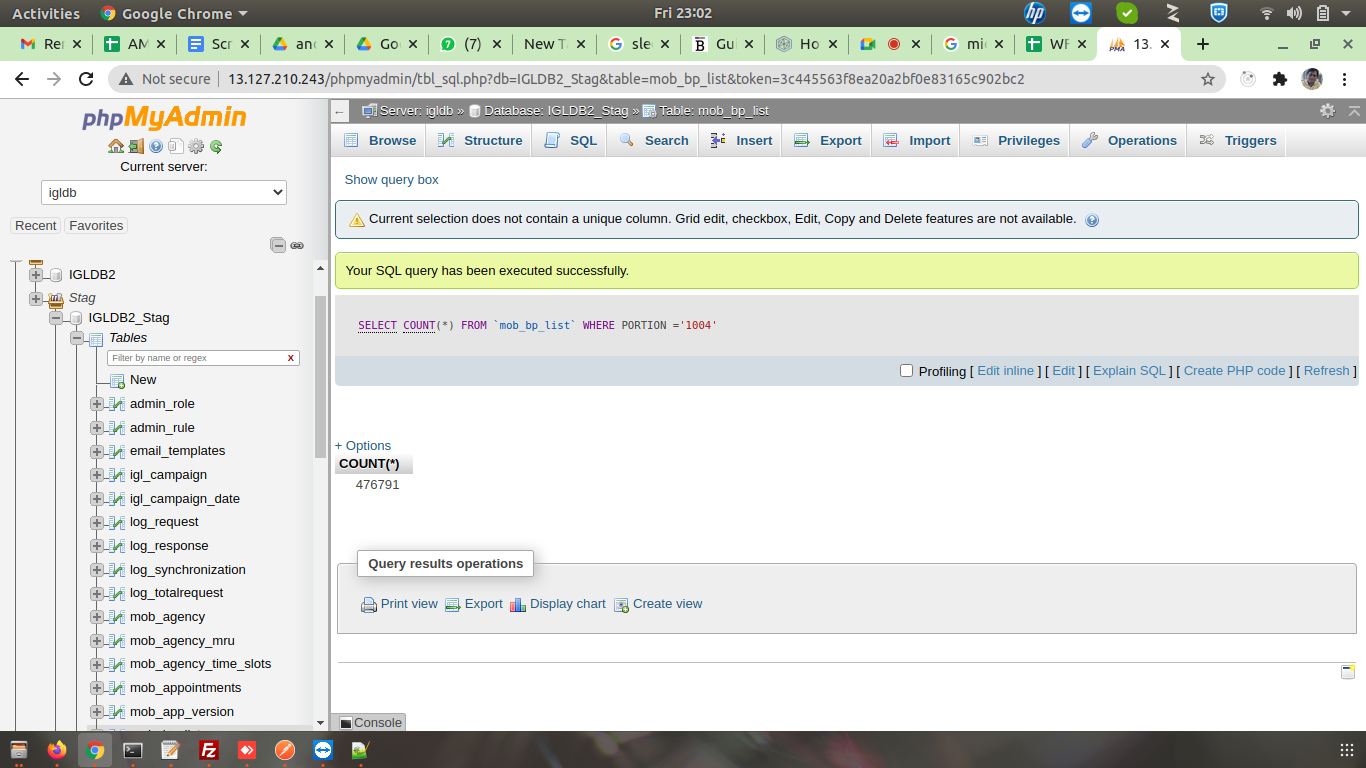 Activities Google Chrome Fri 23:02
Rer AM Scr and Goo (7) New T slee Gui Ho mic WF 13.
Not secure 13.127.210.243/phpmyadmin/tbl_sql.php?db=IGLDB2_Stag&table=mob_bp_list&token=3c445563f8ea20a2bf0e83165c902bc2
phpMyAdmin
Current server:
igldb
Recent Favorites
IGLDB2
Stag
IGLDB2_Stag
Tables
Filter by name or regex X
New
admin_role
admin_rule
email_templates
igl_campaign
igl_campaign_date
log_request
log_response
log_synchronization
log_totalrequest
mob_agency
mob_agency_mru
mob_agency_time_slots
mob_appointments
mob_app_version
Server: igldb » Database: IGLDB2_Stag » Table: mob_bp_list
Browse Structure SQL Search Insert Export Import Privileges Operations Triggers
Show query box
Current selection does not contain a unique column. Grid edit, checkbox, Edit, Copy and Delete features are not available.
Your SQL query has been executed successfully.
SELECT COUNT(*) FROM `mob_bp_list` WHERE PORTION ='1004'
Profiling [ Edit inline ] [ Edit ] [ Explain SQL ] [ Create PHP code ] [ Refresh ]
+ Options
COUNT(*)
476791
Query results operations
Print view Export Display chart Create view
Console